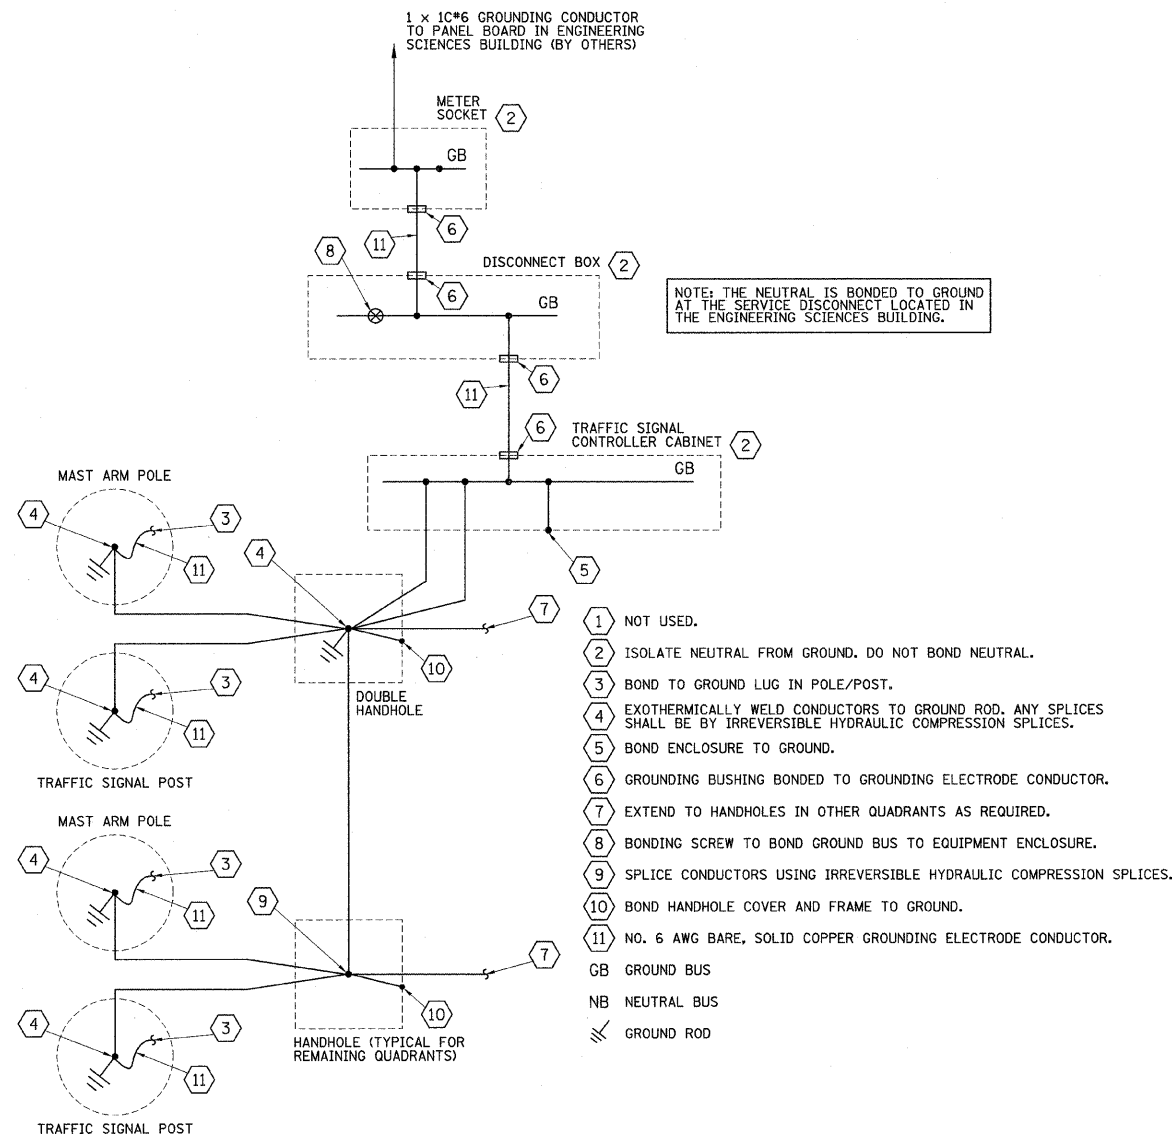 1 x 1C#6 GROUNDING CONDUCTOR
TO PANEL BOARD IN ENGINEERING
SCIENCES BUILDING (BY OTHERS)
METER
SOCKET
2
GB
6
11
8
DISCONNECT BOX
2
6
GB
NOTE: THE NEUTRAL IS BONDED TO GROUND
AT THE SERVICE DISCONNECT LOCATED IN
THE ENGINEERING SCIENCES BUILDING.
6
11
6
TRAFFIC SIGNAL
CONTROLLER CABINET
2
GB
5
MAST ARM POLE
4
3
11
4
7
10
DOUBLE
HANDHOLE
4
3
11
TRAFFIC SIGNAL POST
MAST ARM POLE
4
3
11
9
7
10
HANDHOLE (TYPICAL FOR
REMAINING QUADRANTS)
4
3
11
TRAFFIC SIGNAL POST
1 NOT USED.
2 ISOLATE NEUTRAL FROM GROUND. DO NOT BOND NEUTRAL.
3 BOND TO GROUND LUG IN POLE/POST.
4 EXOTHERMICALLY WELD CONDUCTORS TO GROUND ROD. ANY SPLICES
SHALL BE BY IRREVERSIBLE HYDRAULIC COMPRESSION SPLICES.
5 BOND ENCLOSURE TO GROUND.
6 GROUNDING BUSHING BONDED TO GROUNDING ELECTRODE CONDUCTOR.
7 EXTEND TO HANDHOLES IN OTHER QUADRANTS AS REQUIRED.
8 BONDING SCREW TO BOND GROUND BUS TO EQUIPMENT ENCLOSURE.
9 SPLICE CONDUCTORS USING IRREVERSIBLE HYDRAULIC COMPRESSION SPLICES.
10 BOND HANDHOLE COVER AND FRAME TO GROUND.
11 NO. 6 AWG BARE, SOLID COPPER GROUNDING ELECTRODE CONDUCTOR.
GB GROUND BUS
NB NEUTRAL BUS
GROUND ROD